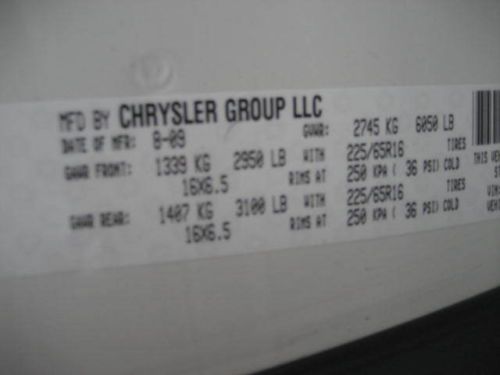 MFD BY CHRYSLER GROUP LLC
DATE OF MFR: 8-09 GVWR: 2745 KG 6050 LB
GAWR FRONT: 1339 KG 2950 LB WITH 225/65R16 TIRES
16X6.5 RIMS AT 250 KPA ( 36 PSI) COLD
GAWR REAR: 1407 KG 3100 LB WITH 225/65R16 TIRES
16X6.5 RIMS AT 250 KPA ( 36 PSI) COLD
THIS
VIN: